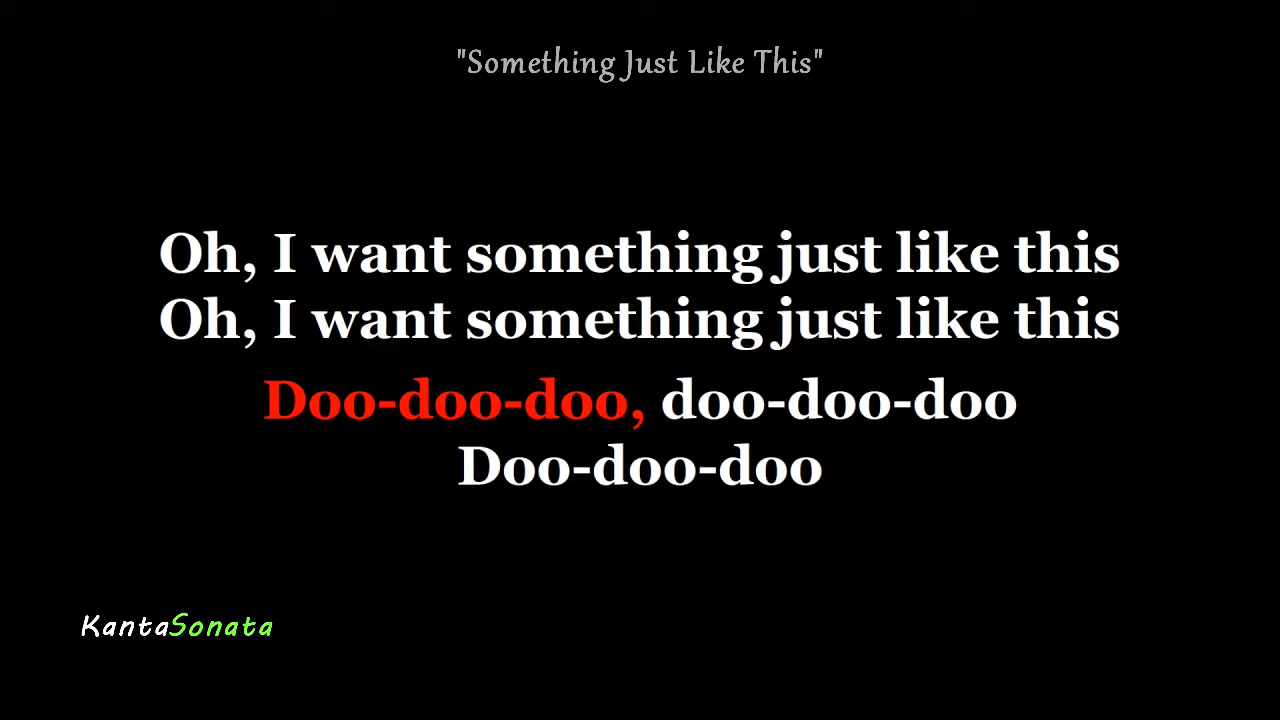 "Something Just Like This"
Oh, I want something just like this
Oh, I want something just like this
Doo-doo-doo, doo-doo-doo
Doo-doo-doo
KantaSonata